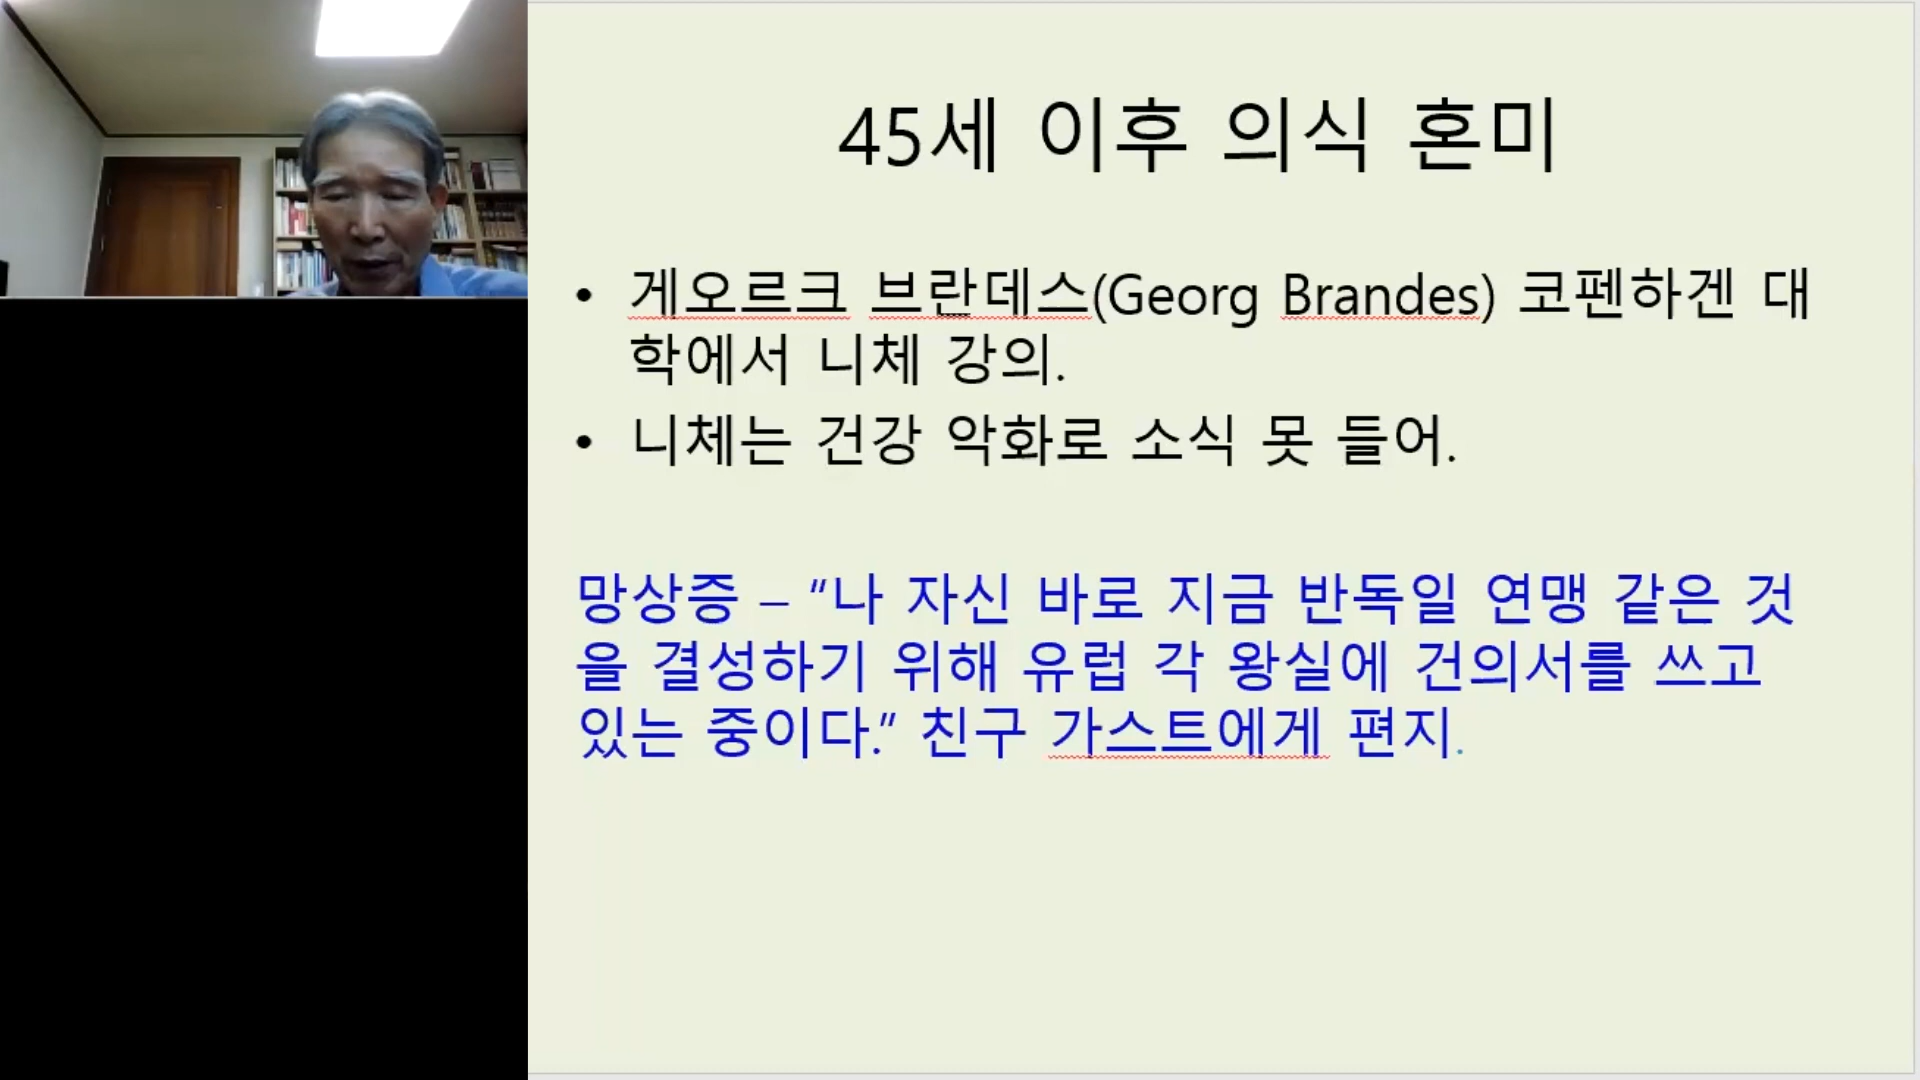 45세 이후 의식 혼미
• 게오르크 브란데스(Georg Brandes) 코펜하겐 대
학에서 니체 강의.
• 니체는 건강 악화로 소식 못 들어.
망상증 – “나 자신 바로 지금 반독일 연맹 같은 것
을 결성하기 위해 유럽 각 왕실에 건의서를 쓰고
있는 중이다.” 친구 가스트에게 편지.